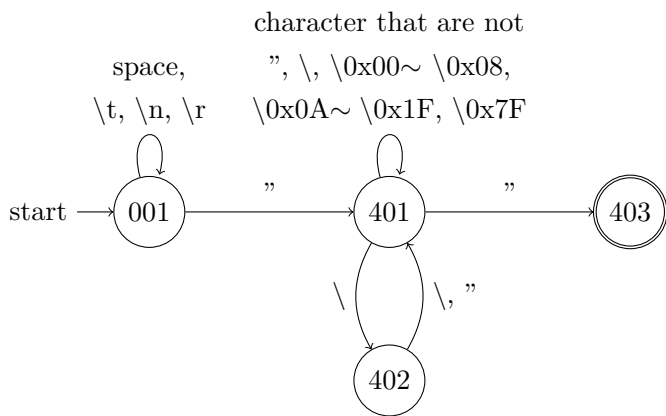 character that are not
space,
”, \, \0x00∼ \0x08,
\t, \n, \r
\0x0A∼ \0x1F, \0x7F
start
001
”
401
”
403
\
\, ”
402